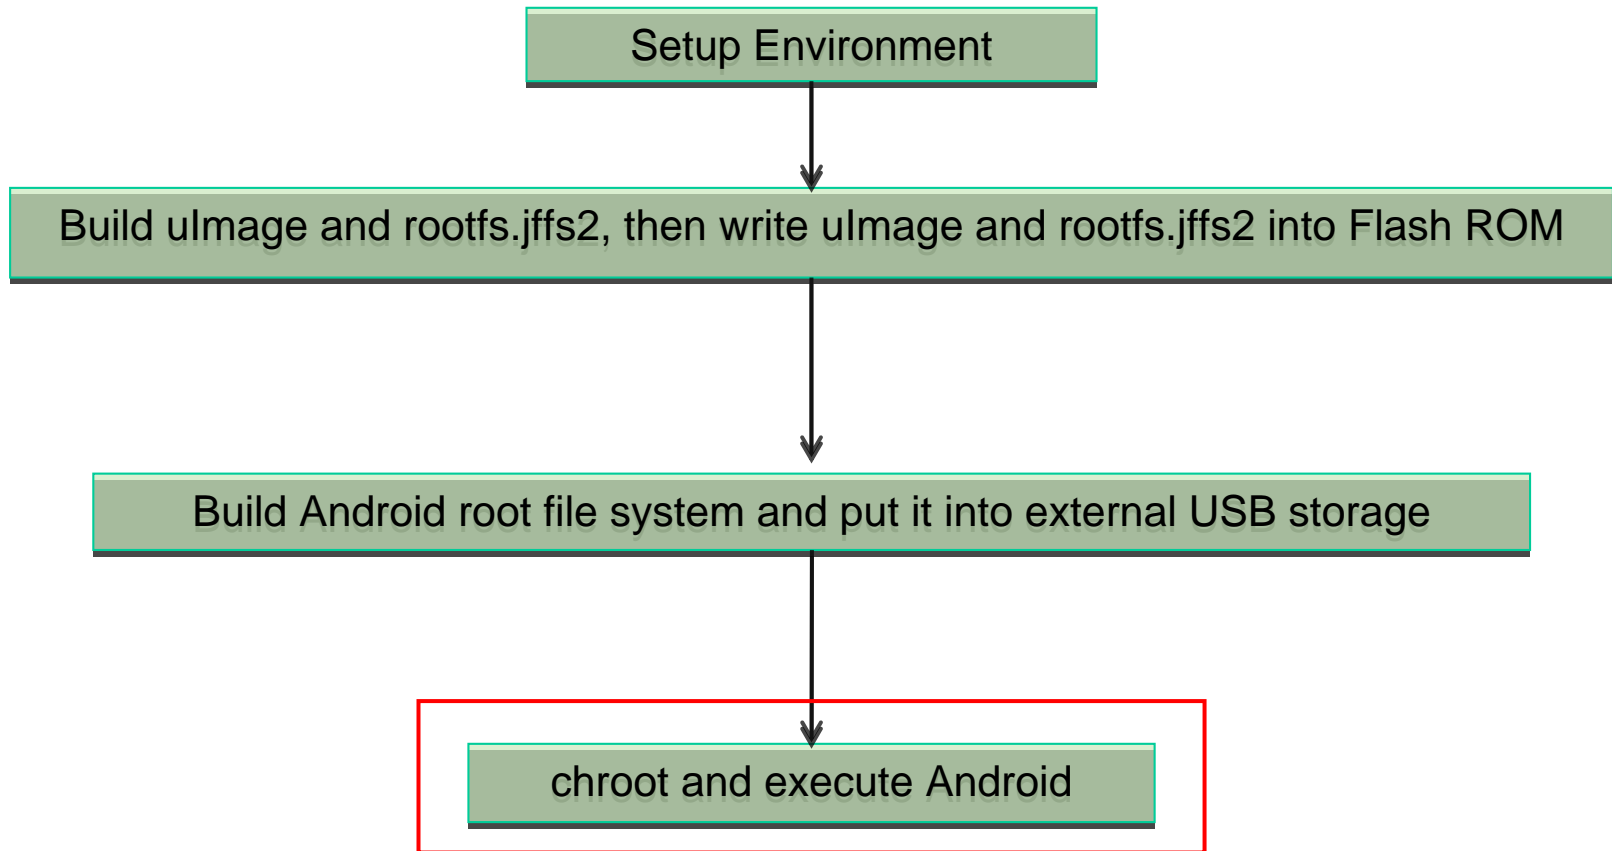 Setup Environment
Build uImage and rootfs.jffs2, then write uImage and rootfs.jffs2 into Flash ROM
Build Android root file system and put it into external USB storage
chroot and execute Android